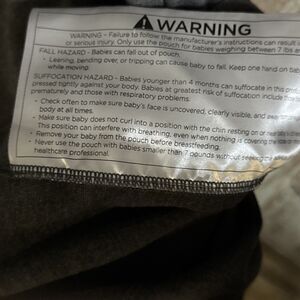 WARNING
WARNING - Failure to follow the manufacturer's instructions can result in
or serious injury. Only use the pouch for babies weighing between 7 lbs
FALL HAZARD - Babies can fall out of pouch.
- Leaning, bending over, or tripping can cause baby to fall. Keep one hand on
while moving.
SUFFOCATION HAZARD - Babies younger than 4 months can suffocate in this
pressed tightly against your body. Babies at greatest risk of suffocation include
prematurely and those with respiratory problems.
- Check often to make sure baby's face is uncovered, clearly visible, and
body at all times.
- Make sure baby does not curl into a position with the chin resting on or near
This position can interfere with breathing, even when nothing is covering the
- Remove your baby from the pouch before breastfeeding.
- Never use the pouch with babies smaller than 7 pounds without seeking the
healthcare professional.